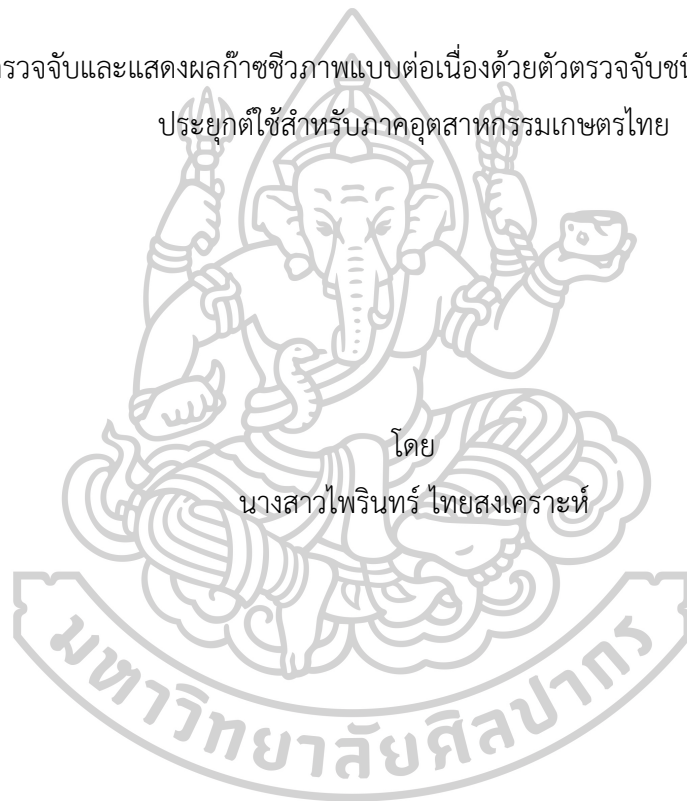 ตรวจจับและแสดงผลก๊าซชีวภาพแบบต่อเนื่องด้วยตัวตรวจจับ
ประยุกต์ใช้สำหรับภาคอุตสาหกรรมเกษตรไทย
โดย
นางสาวไพรินทร์ ไทยสงเคราะห์
มหาวิทยาลัยศิลปากร